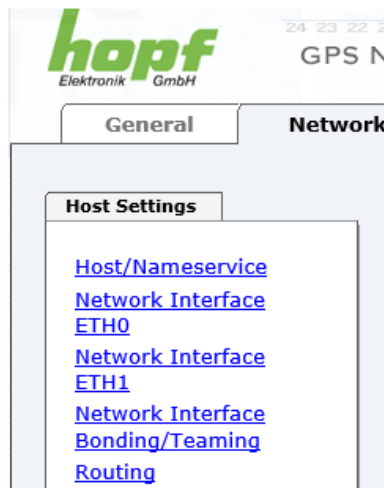 hopf
Elektronik GmbH
24 23 22
GPS N
General
Network
Host Settings
Host/Nameservice
Network Interface
ETH0
Network Interface
ETH1
Network Interface
Bonding/Teaming
Routing